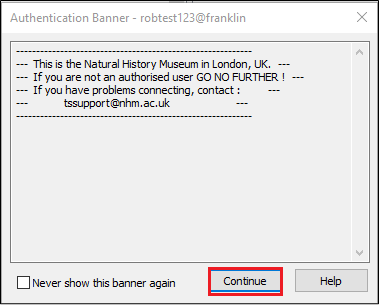 Authentication Banner - robtest123@franklin
-----------------------------------------------------------
--- This is the Natural History Museum in London, UK. ---
--- If you are not an authorised user GO NO FURTHER ! ---
--- If you have problems connecting, contact : ---
--- tssupport@nhm.ac.uk ---
-----------------------------------------------------------
Never show this banner again
Continue
Help